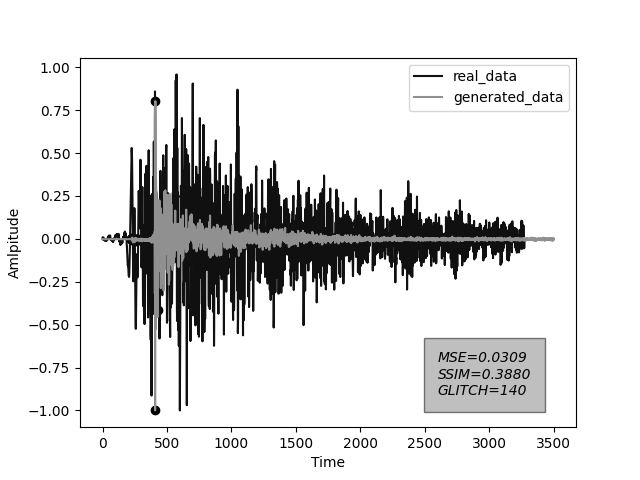 1.00
0.75
0.50
0.25
0.00
−0.25
−0.50
−0.75
−1.00
Amlpitude
real_data
generated_data
MSE=0.0309
SSIM=0.3880
GLITCH=140
0 500 1000 1500 2000 2500 3000 3500
Time